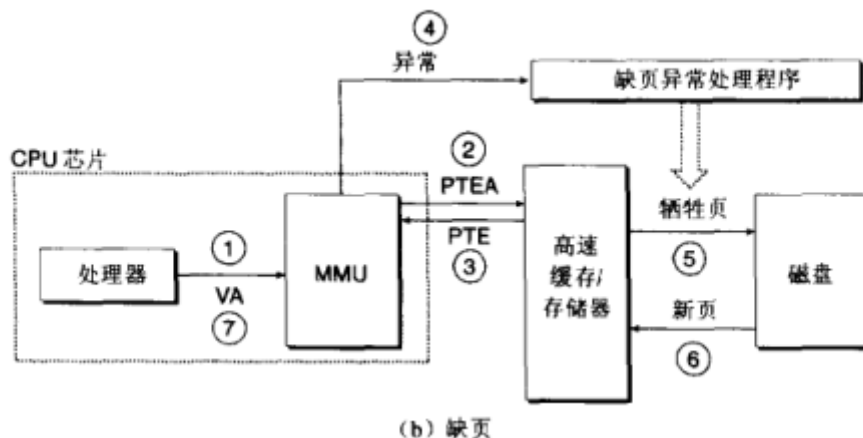 ④
异常
缺页异常处理程序
CPU 芯片
②
PTEA
PTE
③
处理器
①
VA
⑦
MMU
高速
缓存/
存储器
牺牲页
⑤
新页
⑥
磁盘
(b) 缺页